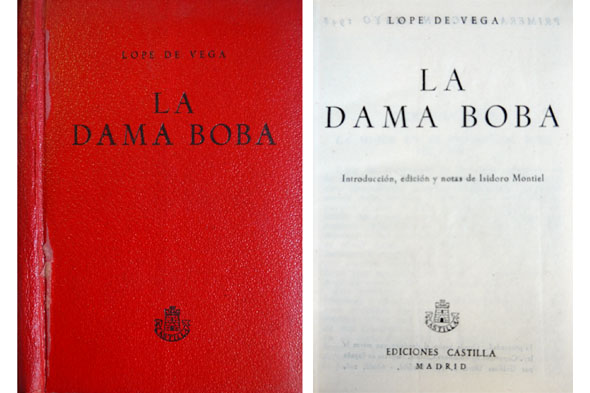 LOPE DE VEGA
LA
DAMA BOBA
CASTILLA
LOPE DE VEGA
LA
DAMA BOBA
Introducción, edición y notas de Isidoro Montiel
CASTILLA
EDICIONES CASTILLA
MADRID